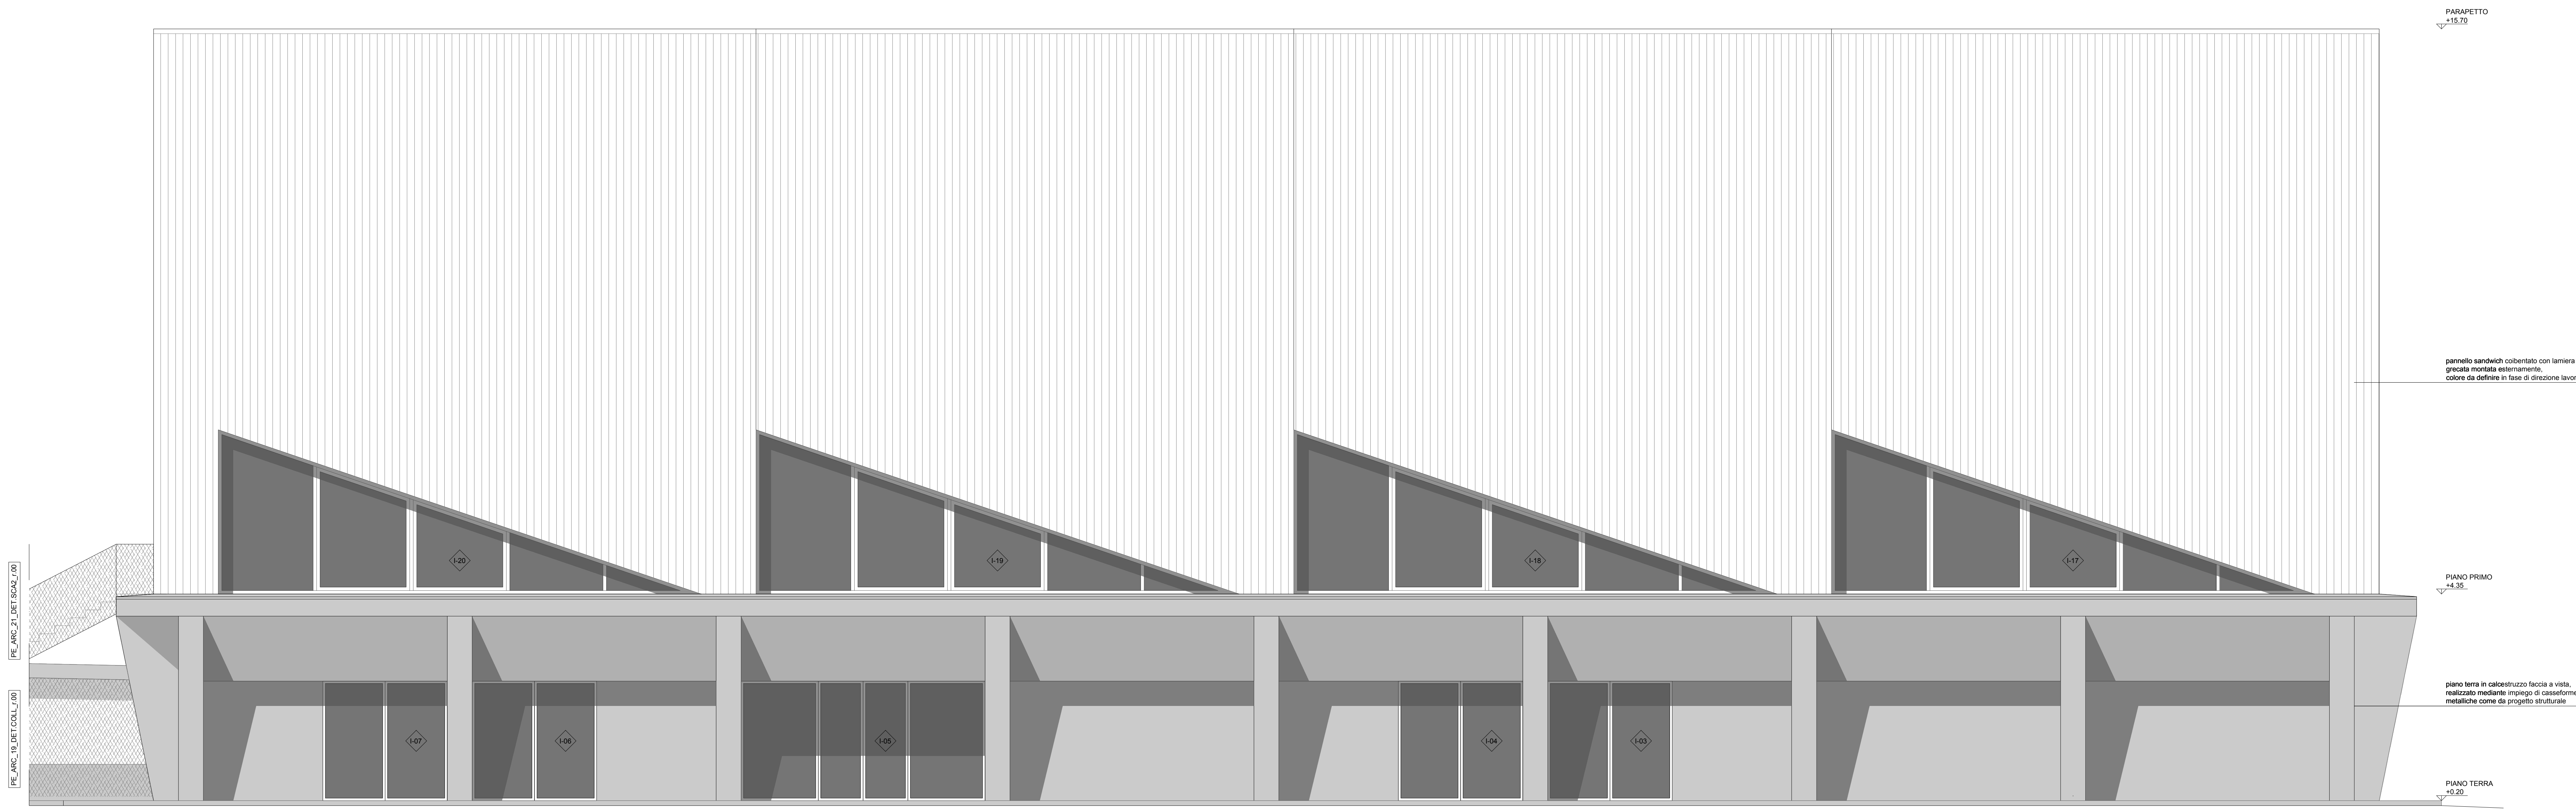 PARAPETTO
+15.70
pannello sandwich coibentato con lamiera
grecata montata esternamente,
colore da definire in fase di direzione lavor
I-20
I-19
I-18
I-17
PIANO PRIMO
+4.35
PE_ARC_21_DET.SCA2_r.00
PE_ARC_19_DET.COLL_r.00
piano terra in calcestruzzo faccia a vista,
realizzato mediante impiego di casseforme
metalliche come da progetto strutturale
I-07
I-06
I-05
I-04
I-03
PIANO TERRA
+0.20